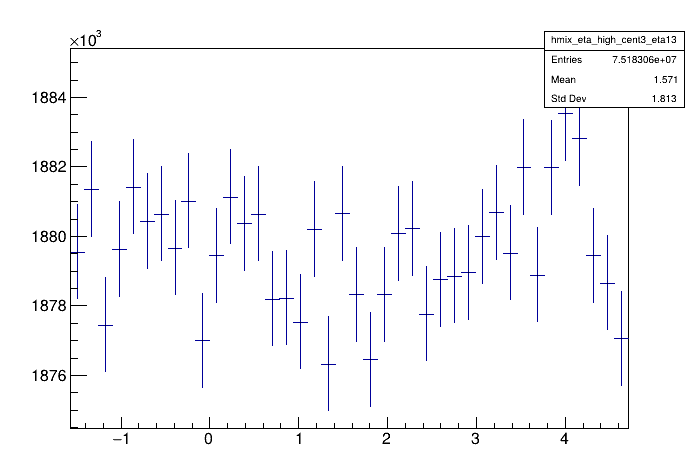 ×10³
hmix_eta_high_cent3_eta13
Entries 7.518306e+07
Mean 1.571
Std Dev 1.813
1884
1882
1880
1878
1876
−1 0 1 2 3 4